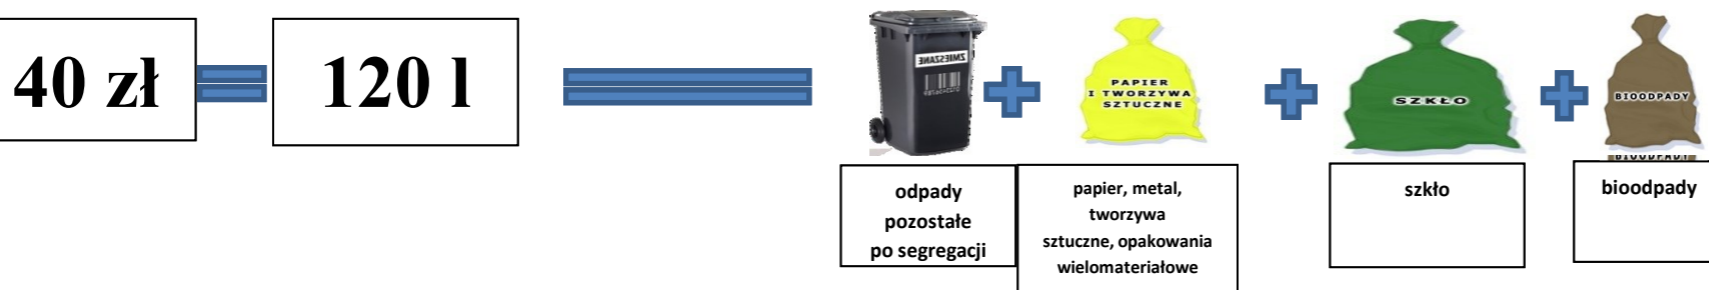 40 zł
120 l
ZMIESZANE
PAPIER
I TWORZYWA
SZTUCZNE
SZKŁO
BIOODPADY
BIOODPADY
odpady
pozostałe
po segregacji
papier, metal,
tworzywa
sztuczne, opakowania
wielomateriałowe
szkło
bioodpady